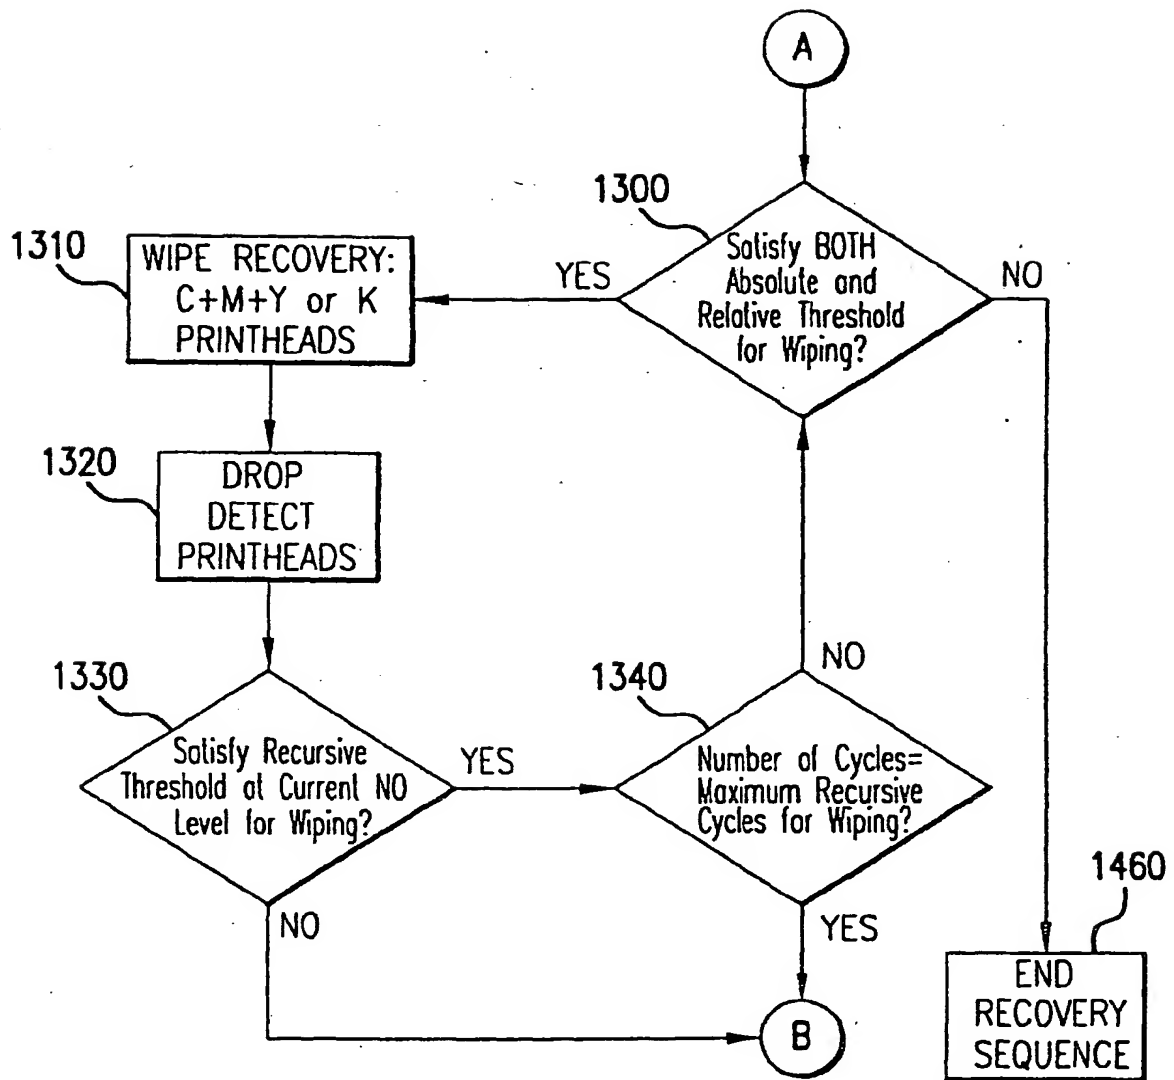 A
1300
Satisfy BOTH
Absolute and
Relative Threshold
for Wiping?
YES
NO
1310
WIPE RECOVERY:
C+M+Y or K
PRINTHEADS
1320
DROP
DETECT
PRINTHEADS
1330
Satisfy Recursive
Threshold at Current NO
Level for Wiping?
YES
NO
1340
Number of Cycles=
Maximum Recursive
Cycles for Wiping?
NO
YES
B
1460
END
RECOVERY
SEQUENCE